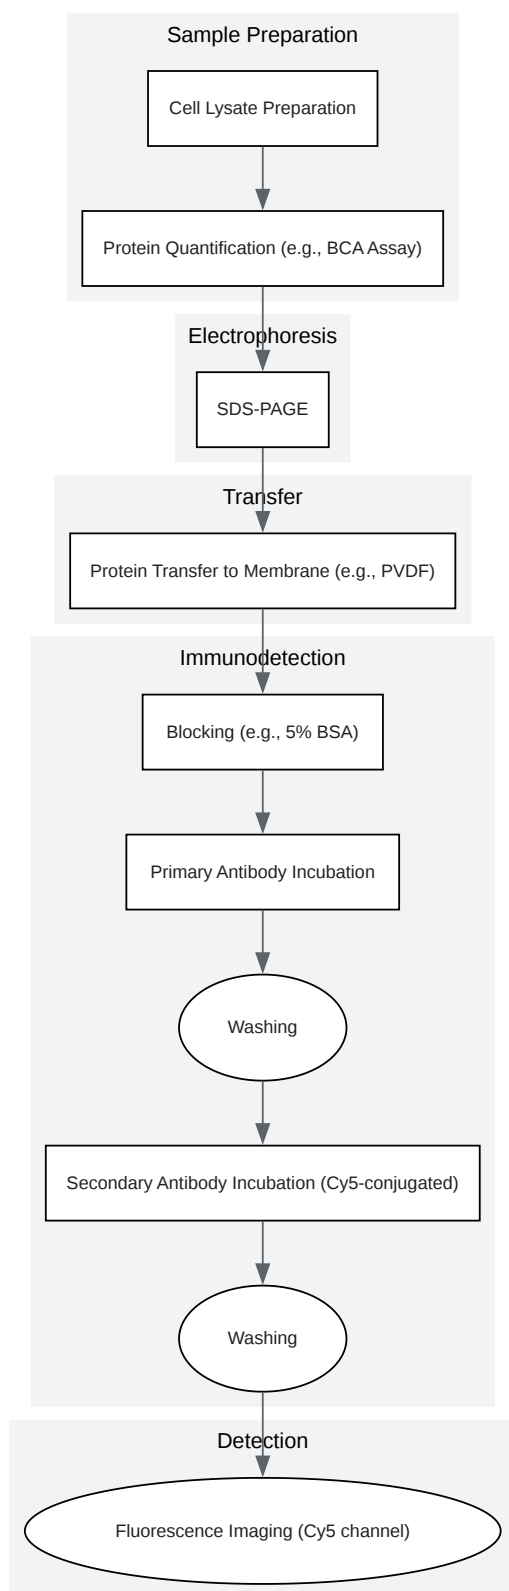 Sample Preparation
Cell Lysate Preparation
Protein Quantification (e.g., BCA Assay)
Electrophoresis
SDS-PAGE
Transfer
Protein Transfer to Membrane (e.g., PVDF)
Immunodetection
Blocking (e.g., 5% BSA)
Primary Antibody Incubation
Washing
Secondary Antibody Incubation (Cy5-conjugated)
Washing
Detection
Fluorescence Imaging (Cy5 channel)